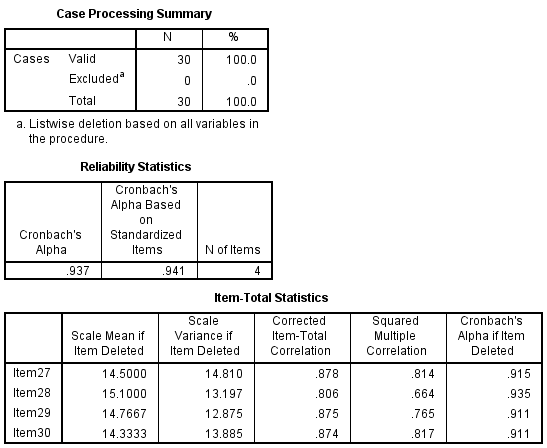 Case Processing Summary
N %
Cases Valid 30 100.0
Excludedᵃ 0 .0
Total 30 100.0
a. Listwise deletion based on all variables in
the procedure.
Reliability Statistics
Cronbach's Alpha Cronbach's Alpha Based on Standardized Items N of Items
.937 .941 4
Item-Total Statistics
Scale Mean if Item Deleted Scale Variance if Item Deleted Corrected Item-Total Correlation Squared Multiple Correlation Cronbach's Alpha if Item Deleted
Item27 14.5000 14.810 .878 .814 .915
Item28 15.1000 13.197 .806 .664 .935
Item29 14.7667 12.875 .875 .765 .911
Item30 14.3333 13.885 .874 .817 .911